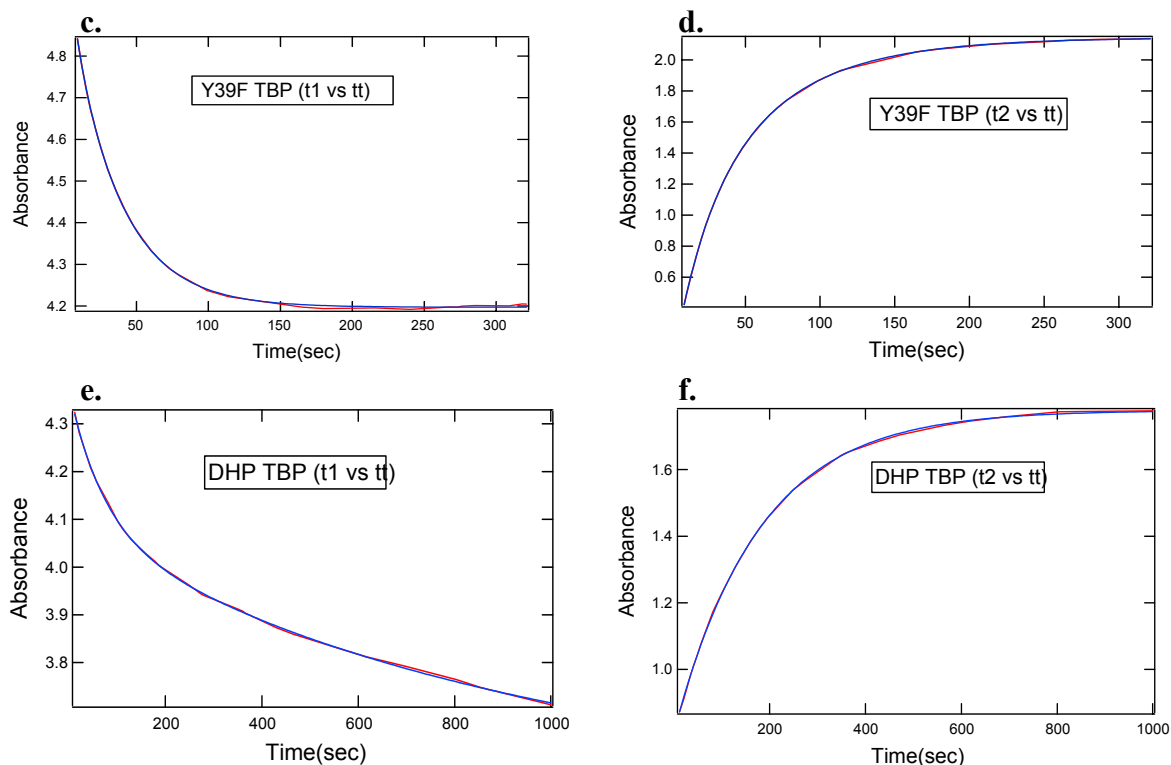 c.
Absorbance
4.8
4.7
4.6
4.5
4.4
4.3
4.2
Y39F TBP (t1 vs tt)
50 100 150 200 250 300
Time(sec)
d.
Absorbance
2.0
1.8
1.6
1.4
1.2
1.0
0.8
0.6
Y39F TBP (t2 vs tt)
50 100 150 200 250 300
Time(sec)
e.
Absorbance
4.3
4.2
4.1
4.0
3.9
3.8
DHP TBP (t1 vs tt)
200 400 600 800 1000
Time(sec)
f.
Absorbance
1.6
1.4
1.2
1.0
DHP TBP (t2 vs tt)
200 400 600 800 1000
Time(sec)